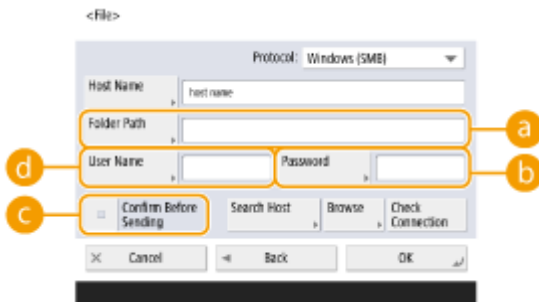 <File>
Protocol: Windows (SMB)
Host Name
host name
Folder Path
a
d
User Name
Password
b
c
Confirm Before
Sending
Search Host
Browse
Check
Connection
Cancel
Back
OK